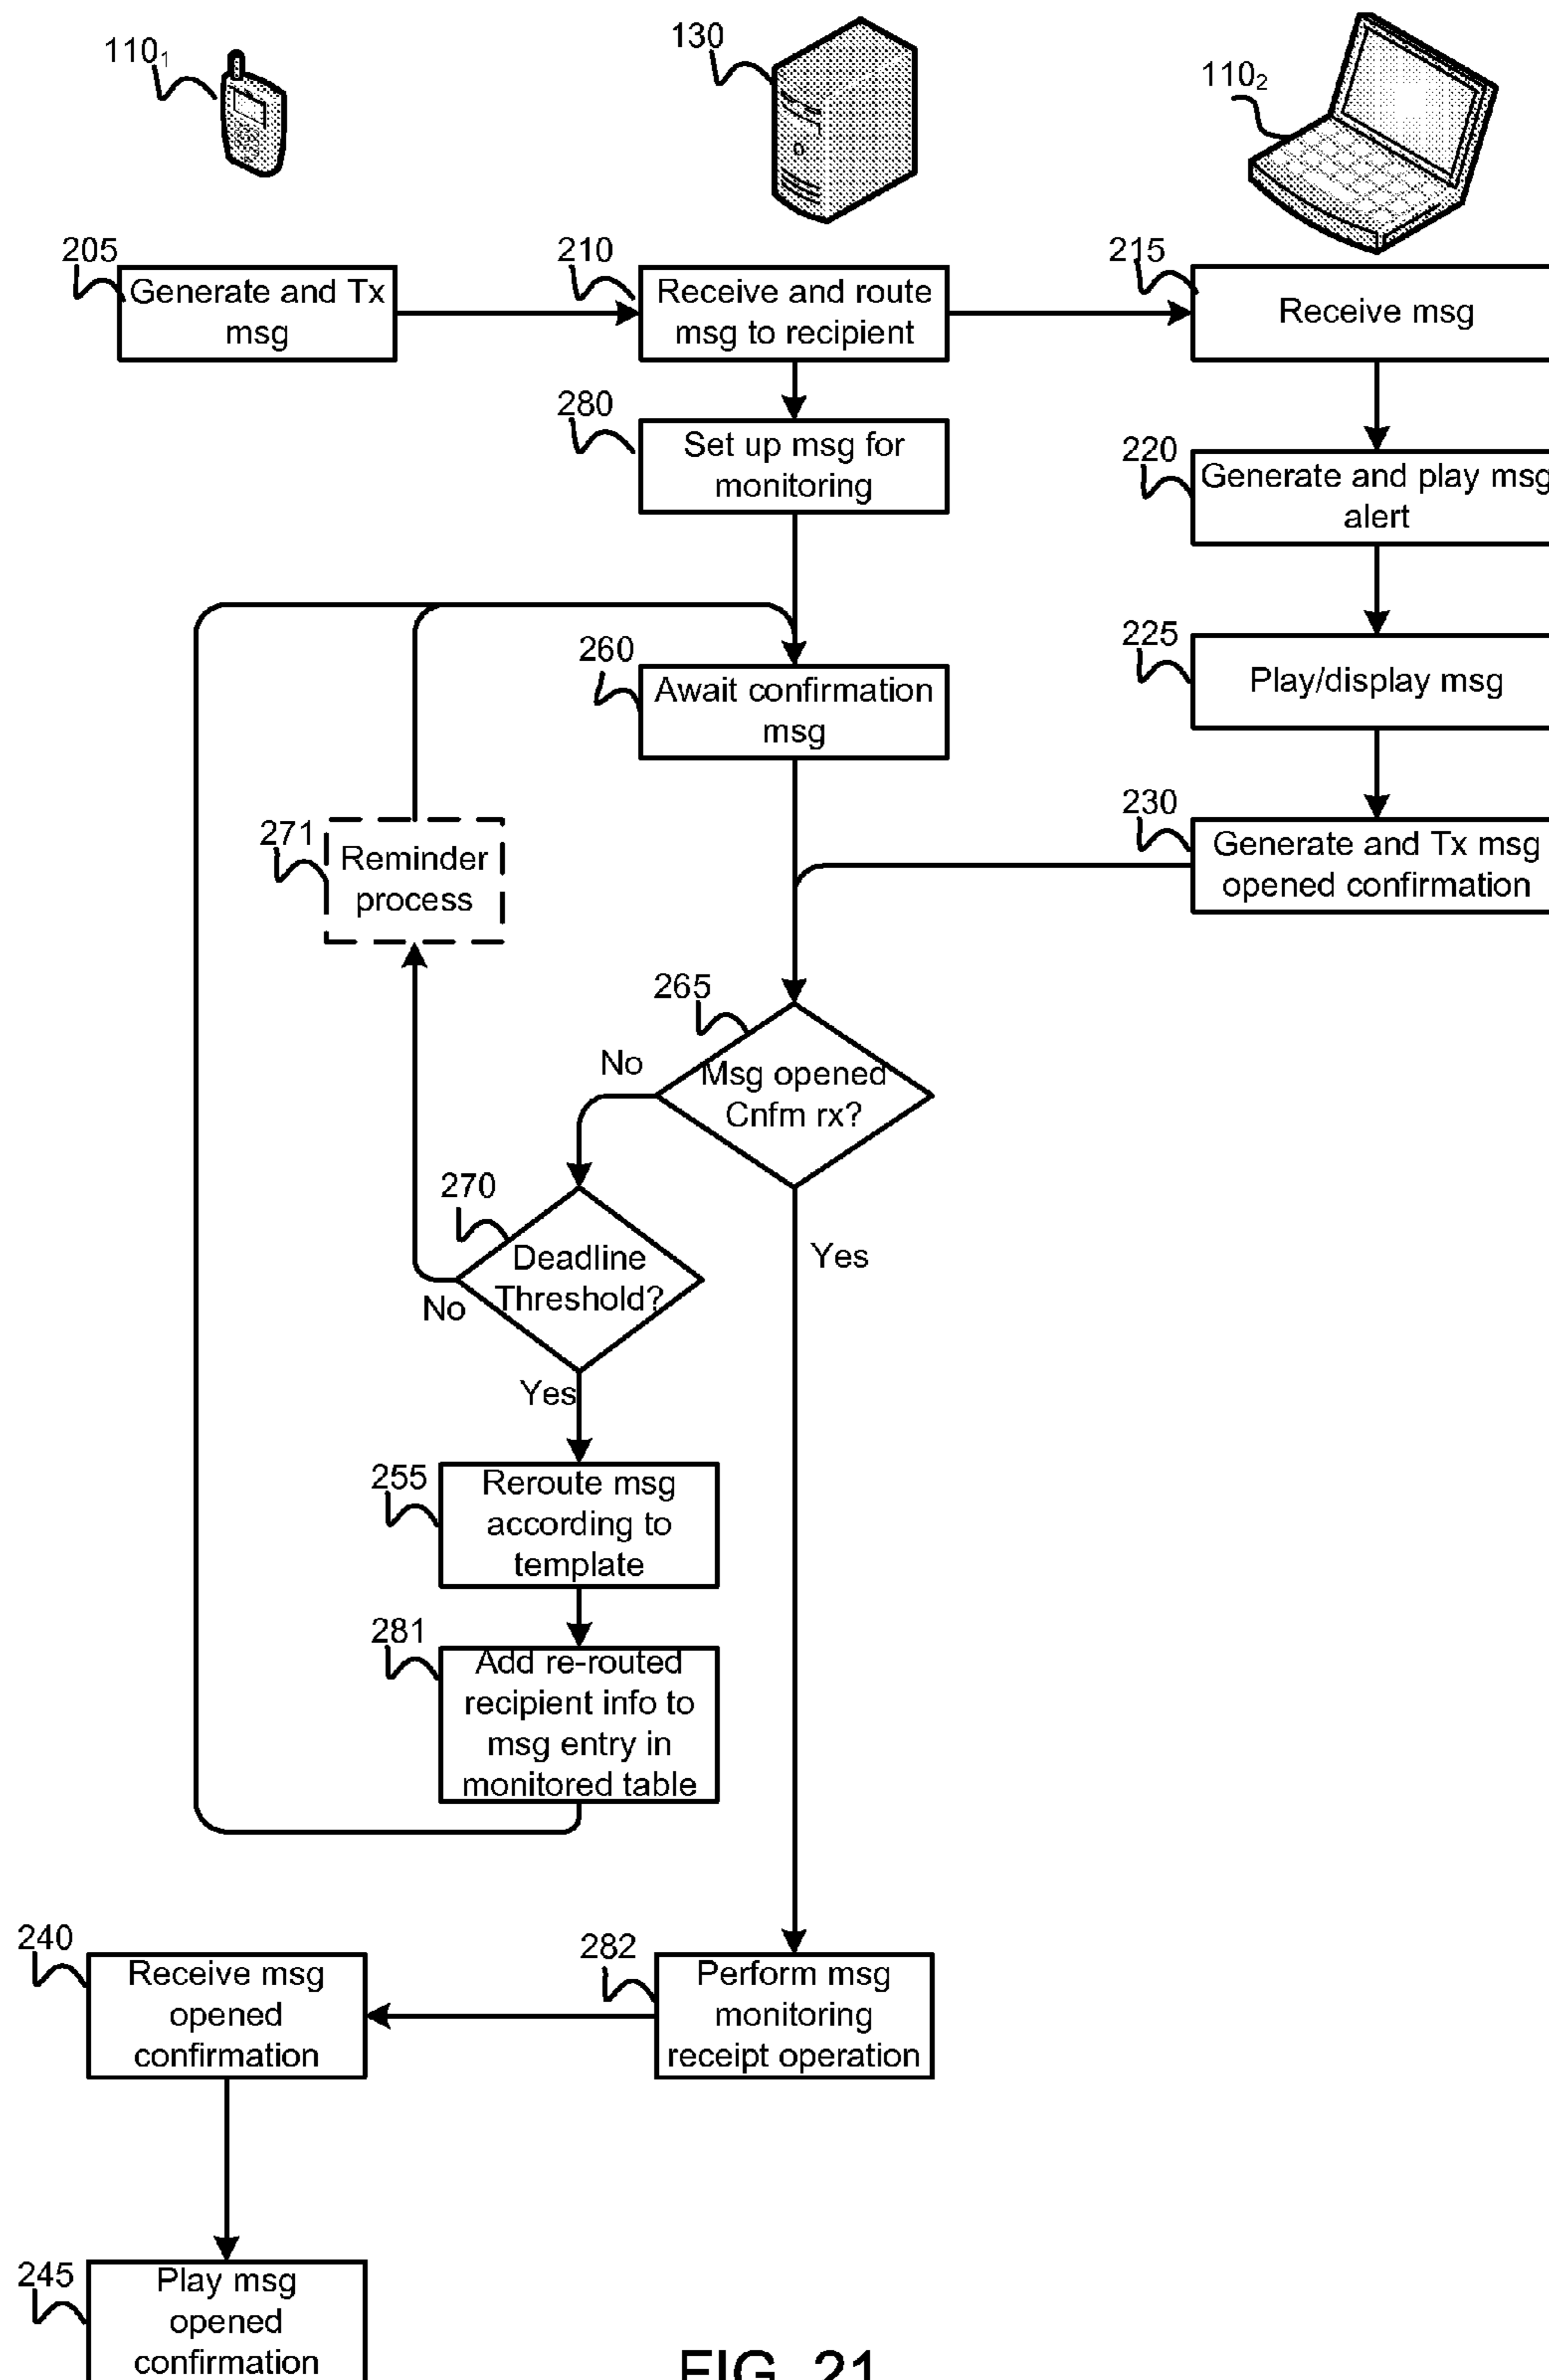 110₁
130
110₂
205
Generate and Tx
msg
210
Receive and route
msg to recipient
215
Receive msg
280
Set up msg for
monitoring
220
Generate and play msg
alert
260
Await confirmation
msg
225
Play/display msg
271
Reminder
process
230
Generate and Tx msg
opened confirmation
265
Msg opened
Cnfm rx?
No
Yes
270
Deadline
Threshold?
No
Yes
255
Reroute msg
according to
template
281
Add re-routed
recipient info to
msg entry in
monitored table
240
Receive msg
opened
confirmation
282
Perform msg
monitoring
receipt operation
245
Play msg
opened
confirmation
FIG. 21